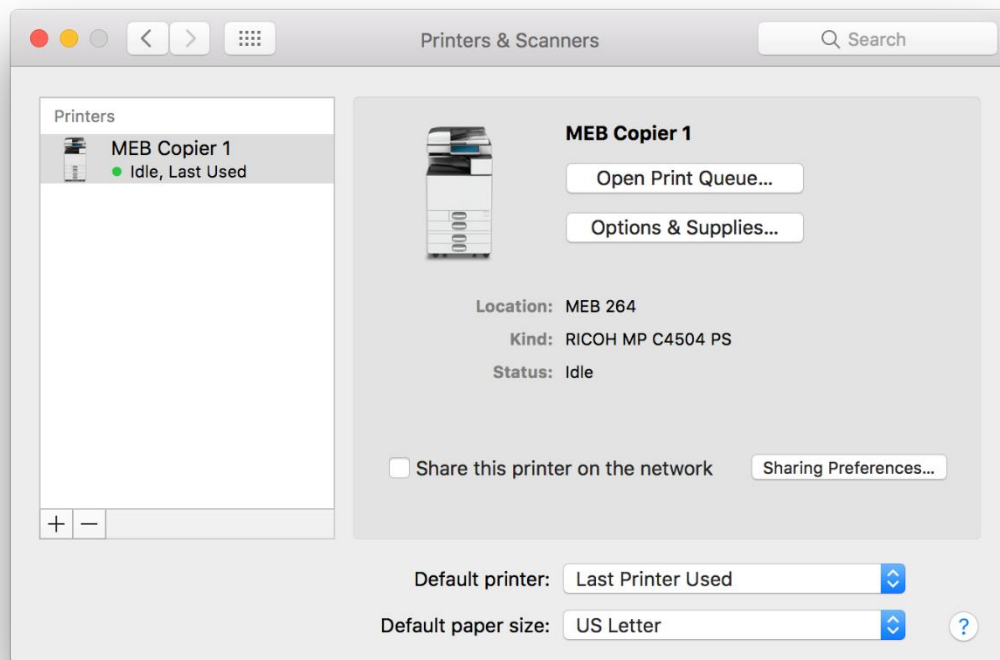 Printers & Scanners
Search
Printers
MEB Copier 1
Idle, Last Used
MEB Copier 1
Open Print Queue...
Options & Supplies...
Location: MEB 264
Kind: RICOH MP C4504 PS
Status: Idle
Share this printer on the network
Sharing Preferences...
+ −
Default printer: Last Printer Used
Default paper size: US Letter
?